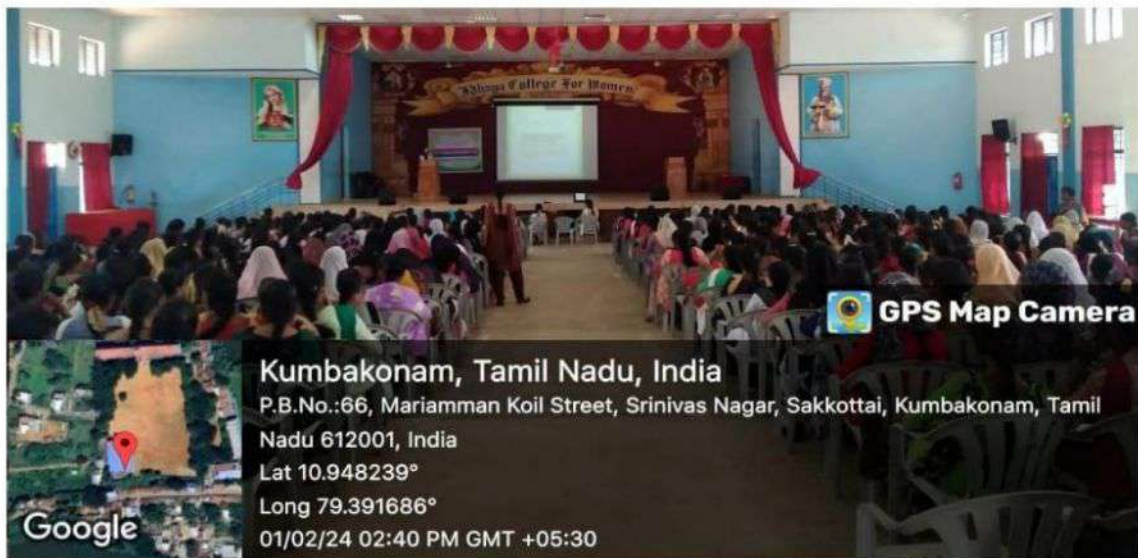 Idhaya College For Women
GPS Map Camera
Kumbakonam, Tamil Nadu, India
P.B.No.:66, Mariamman Koil Street, Srinivas Nagar, Sakkottai, Kumbakonam, Tamil
Nadu 612001, India
Lat 10.948239°
Long 79.391686°
01/02/24 02:40 PM GMT +05:30
Google